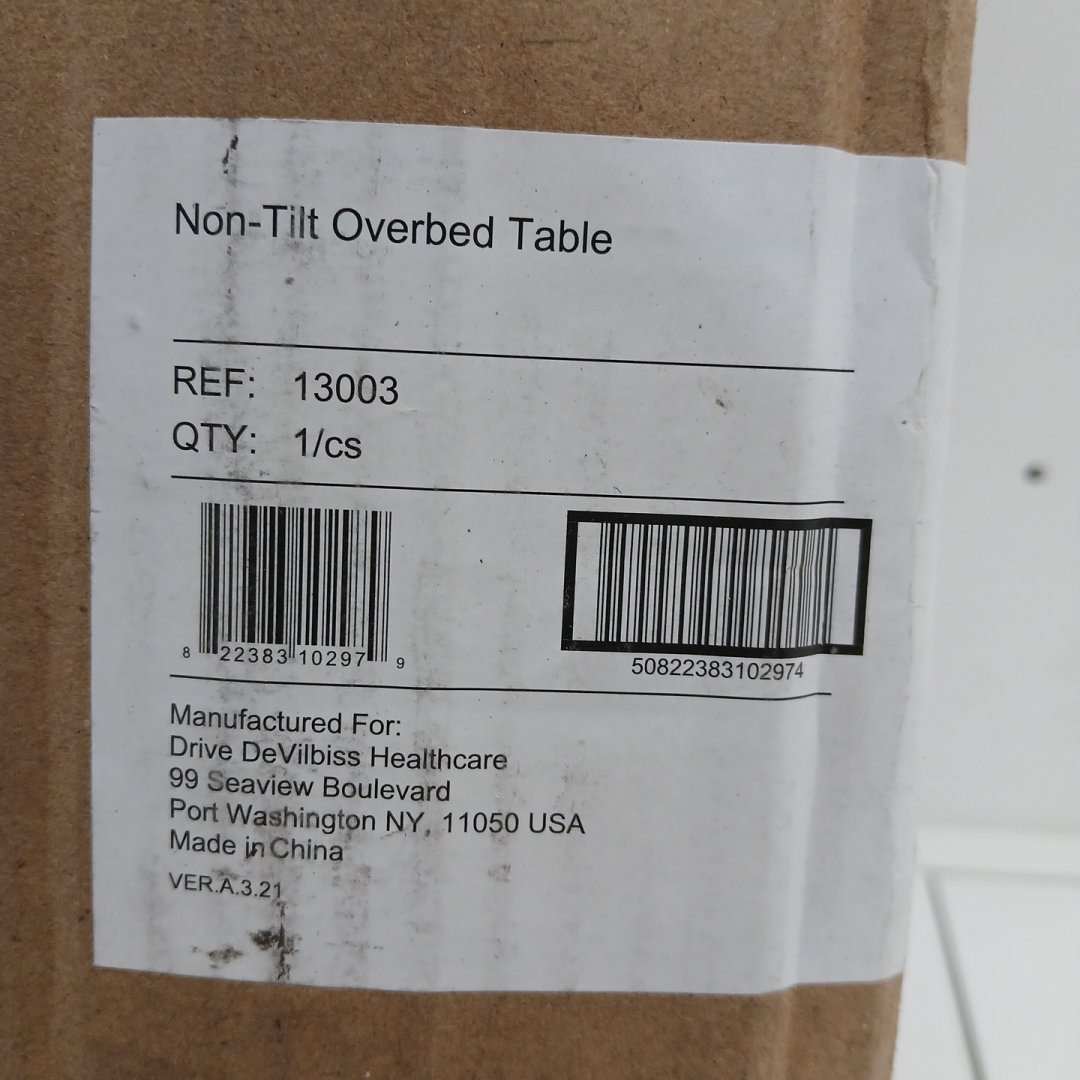 Non-Tilt Overbed Table
REF: 13003
QTY: 1/cs
8 22383 10297 9
50822383102974
Manufactured For:
Drive DeVilbiss Healthcare
99 Seaview Boulevard
Port Washington NY, 11050 USA
Made in China
VER.A.3.21